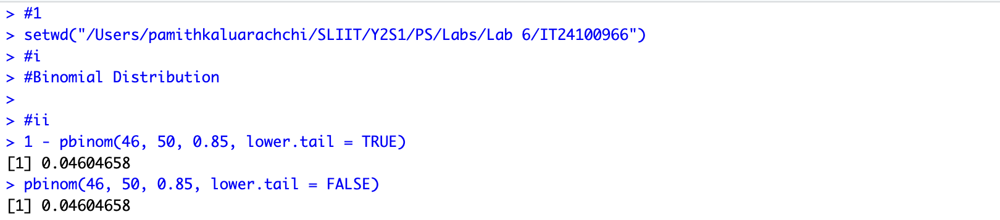 > #1
> setwd("/Users/pamithkaluarachchi/SLIIT/Y2S1/PS/Labs/Lab 6/IT24100966")
> #i
> #Binomial Distribution
>
> #ii
> 1 - pbinom(46, 50, 0.85, lower.tail = TRUE)
[1] 0.04604658
> pbinom(46, 50, 0.85, lower.tail = FALSE)
[1] 0.04604658